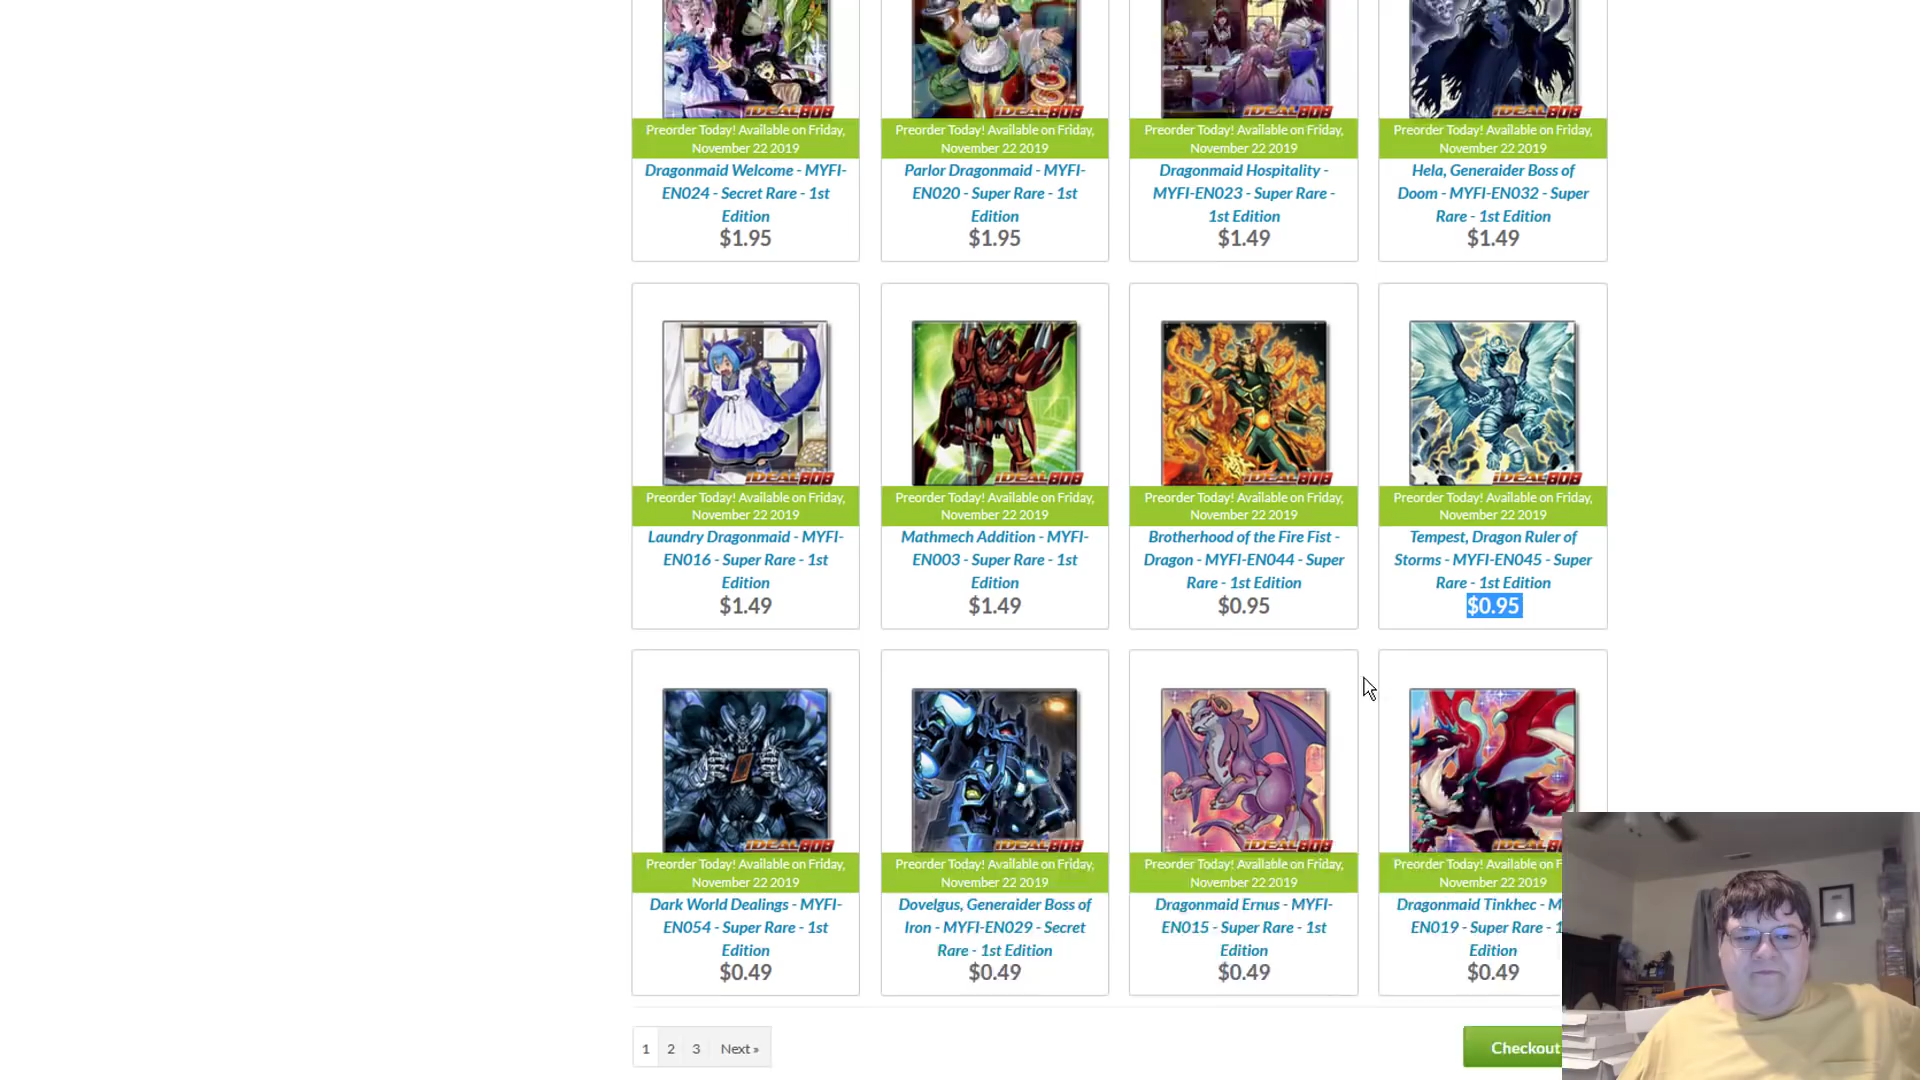 IDEAL808
IDEAL808
IDEAL808
IDEAL808
Preorder Today! Available on Friday,
November 22 2019
Preorder Today! Available on Friday,
November 22 2019
Preorder Today! Available on Friday,
November 22 2019
Preorder Today! Available on Friday,
November 22 2019
Dragonmaid Welcome - MYFI-
EN024 - Secret Rare - 1st
Edition
$1.95
Parlor Dragonmaid - MYFI-
EN020 - Super Rare - 1st
Edition
$1.95
Dragonmaid Hospitality -
MYFI-EN023 - Super Rare -
1st Edition
$1.49
Hela, Generaider Boss of
Doom - MYFI-EN032 - Super
Rare - 1st Edition
$1.49
IDEAL808
IDEAL808
IDEAL808
IDEAL808
Preorder Today! Available on Friday,
November 22 2019
Preorder Today! Available on Friday,
November 22 2019
Preorder Today! Available on Friday,
November 22 2019
Preorder Today! Available on Friday,
November 22 2019
Laundry Dragonmaid - MYFI-
EN016 - Super Rare - 1st
Edition
$1.49
Mathmech Addition - MYFI-
EN003 - Super Rare - 1st
Edition
$1.49
Brotherhood of the Fire Fist -
Dragon - MYFI-EN044 - Super
Rare - 1st Edition
$0.95
Tempest, Dragon Ruler of
Storms - MYFI-EN045 - Super
Rare - 1st Edition
$0.95
IDEAL808
IDEAL808
IDEAL808
Preorder Today! Available on Friday,
November 22 2019
Preorder Today! Available on Friday,
November 22 2019
Preorder Today! Available on Friday,
November 22 2019
Preorder Today! Available on F
November 22 2019
Dark World Dealings - MYFI-
EN054 - Super Rare - 1st
Edition
$0.49
Dovelgus, Generaider Boss of
Iron - MYFI-EN029 - Secret
Rare - 1st Edition
$0.49
Dragonmaid Ernus - MYFI-
EN015 - Super Rare - 1st
Edition
$0.49
Dragonmaid Tinkhec - M
EN019 - Super Rare - 1
Edition
$0.49
1 2 3 Next »
Checkout